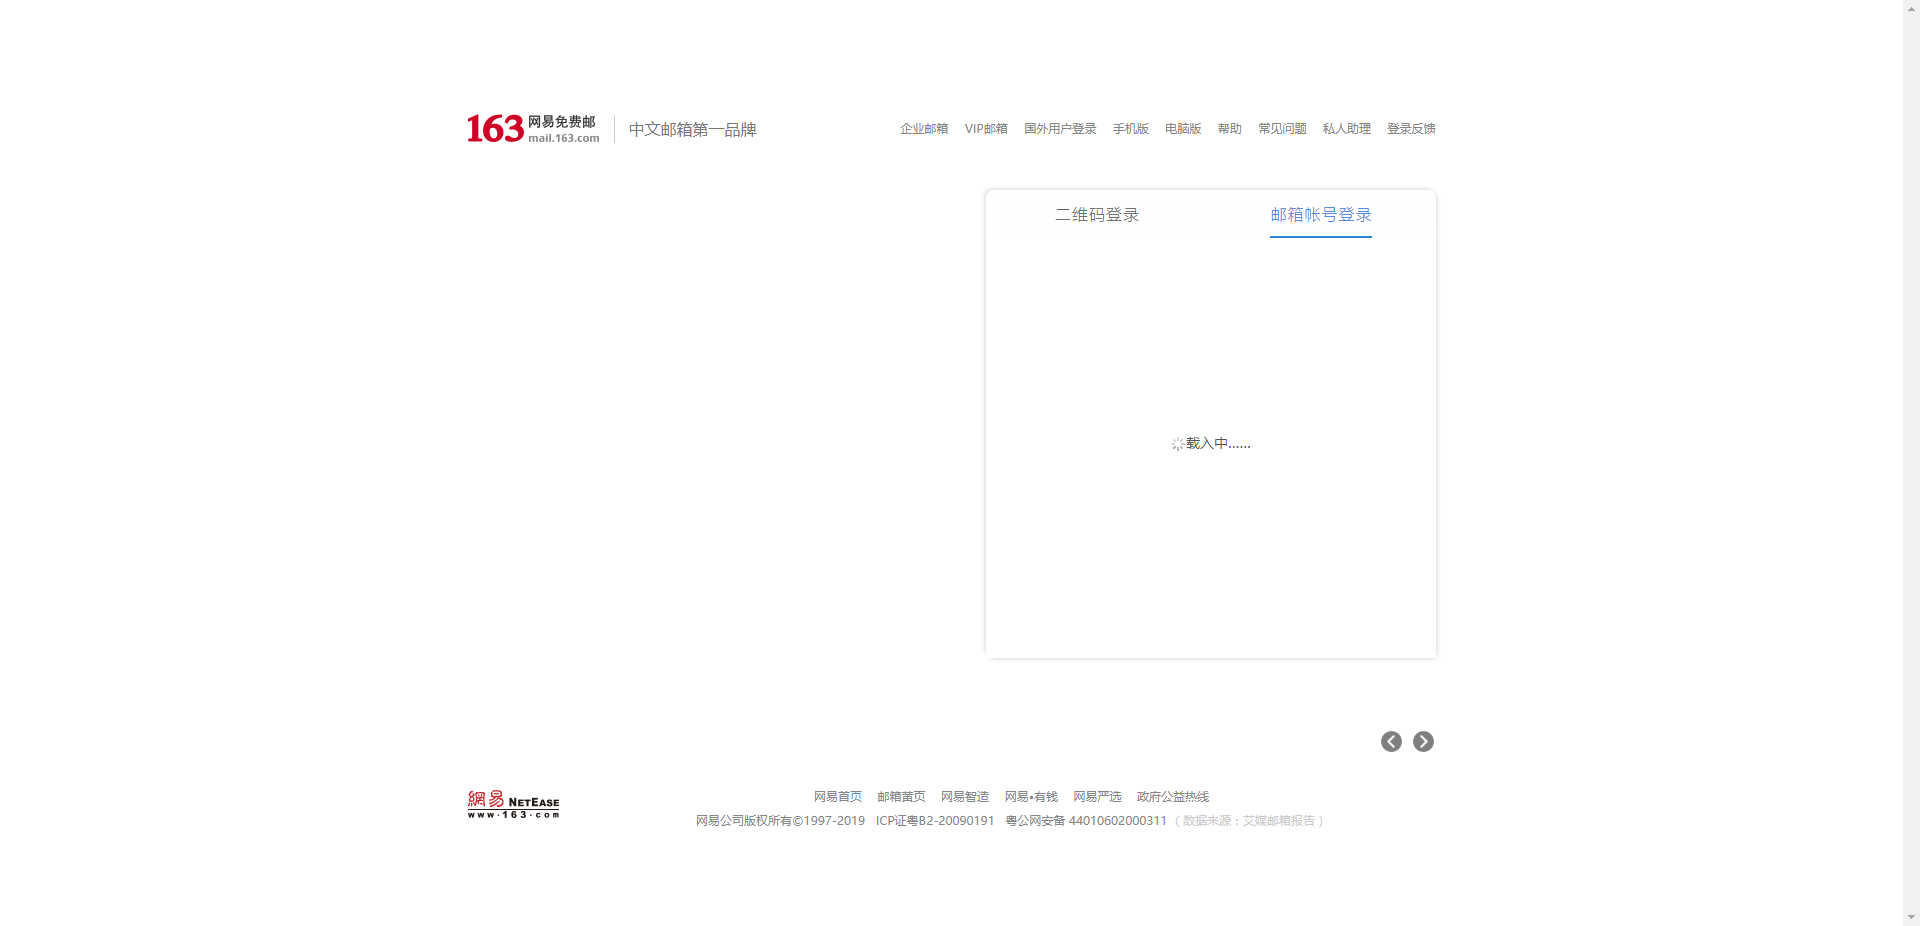 163 网易免费邮 mail.163.com 中文邮箱第一品牌 企业邮箱 VIP邮箱 国外用户登录 手机版 电脑版 帮助 常见问题 私人助理 登录反馈
二维码登录 邮箱帐号登录
载入中......
網易 NETEASE
www.163.com
网易首页 邮箱黄页 网易智造 网易•有钱 网易严选 政府公益热线
网易公司版权所有©1997-2019 ICP证粤B2-20090191 粤公网安备 44010602000311 （数据来源：艾媒邮箱报告）